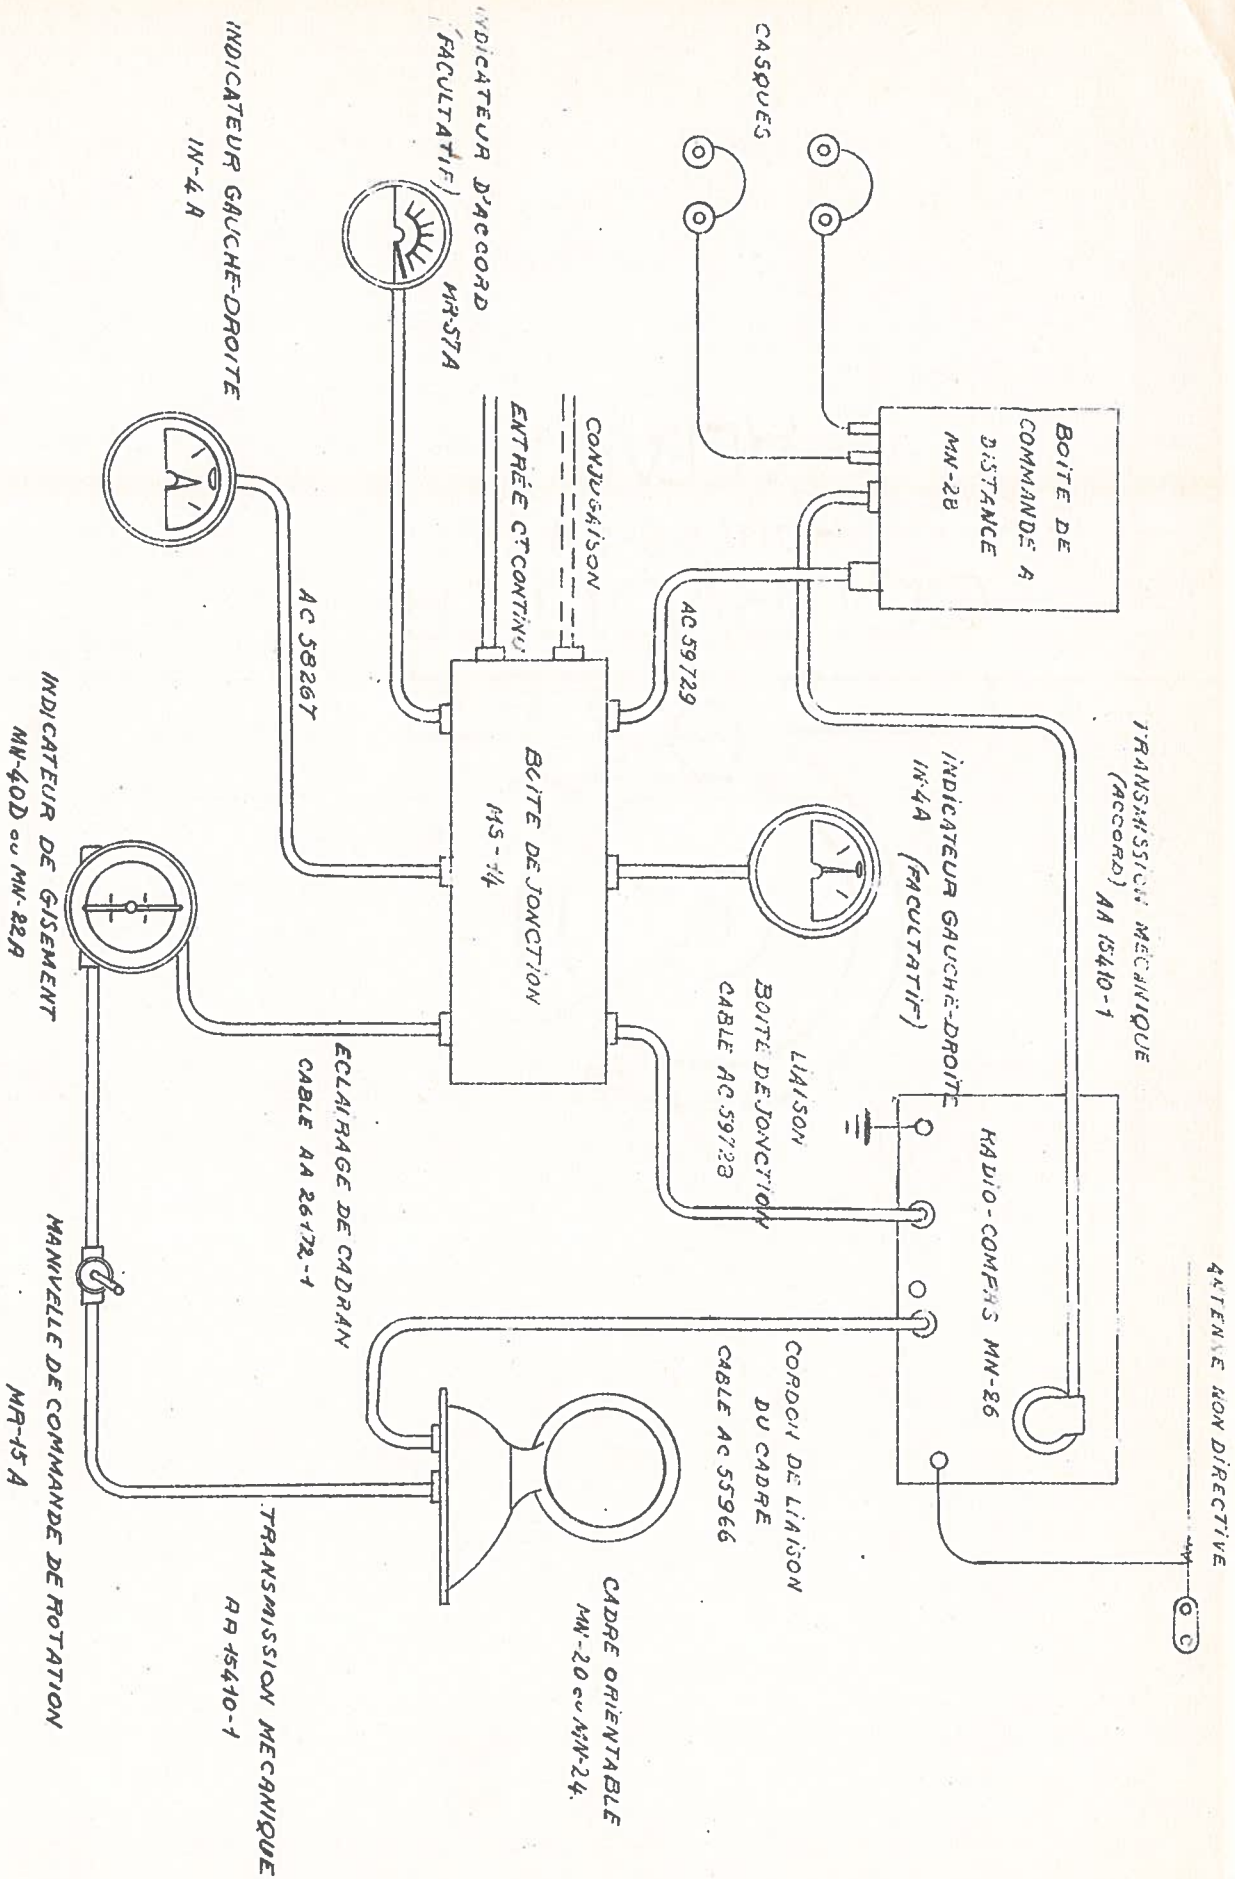 ANTENNE NON DIRECTIVE
TRANSMISSION MÉCANIQUE
(ACCORD) AA 15410-1
BOITE DE
COMMANDE A
DISTANCE
MN-28
RADIO-COMPAS MN-26
CASQUES
INDICATEUR GAUCHE-DROITE
IN-4A (FACULTATIF)
AC 59729
LIAISON
BOITE DE JONCTION
CABLE AC 59728
CORDON DE LIAISON
DU CADRE
CABLE AC 55966
CONJUGAISON
ENTRÉE CT CONTINU
BOITE DE JONCTION
MS-14
CADRE ORIENTABLE
MN-20 ou MN-24.
INDICATEUR D'ACCORD
(FACULTATIF) MR-57A
AC 58267
ECLAIRAGE DE CADRAN
CABLE AA 26172-1
INDICATEUR GAUCHE-DROITE
IN-4A
TRANSMISSION MECANIQUE
AA 15410-1
INDICATEUR DE GISEMENT
MN-40D ou MN-22A
MANIVELLE DE COMMANDE DE ROTATION
MR-15A